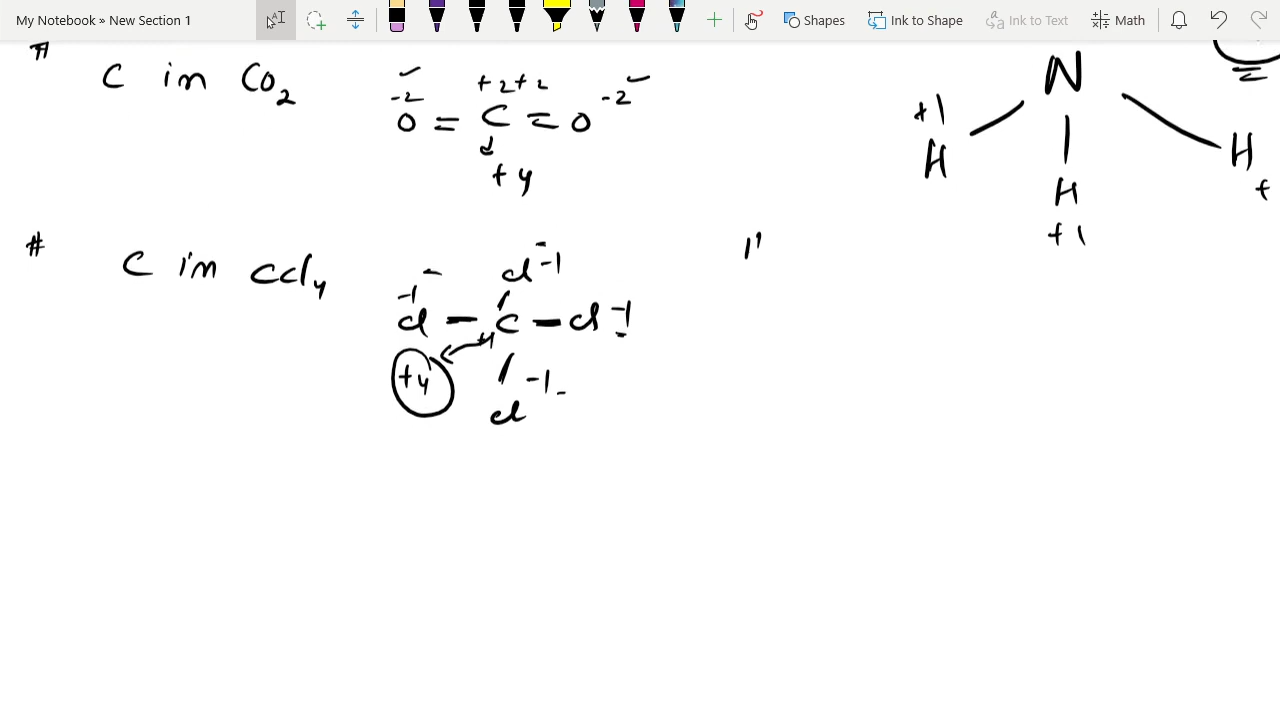 My Notebook » New Section 1
Shapes
Ink to Shape
Ink to Text
Math
# C in CO2
-2 +2+2 -2
O = C = O
+4
N
+1
H H
H +
+1
# C in CCl4
Cl -1
-1
Cl - C - Cl -1
+4 -1
Cl